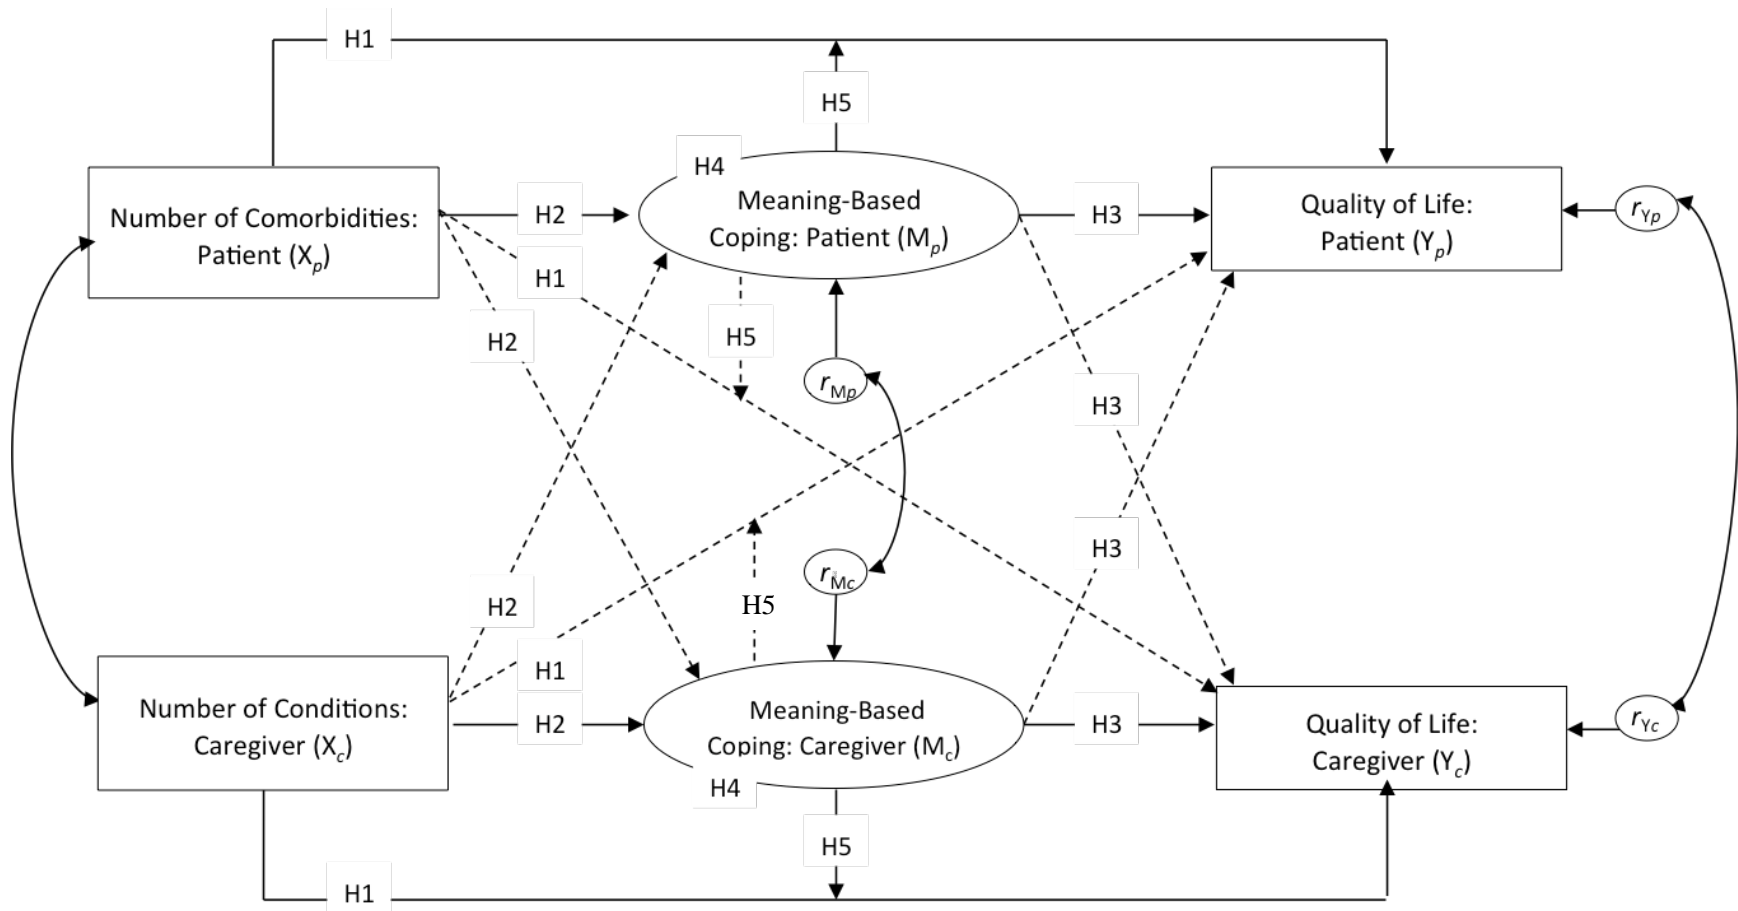 H1
H5
H4
Number of Comorbidities:
Patient (Xp)
H2
Meaning-Based
Coping: Patient (Mp)
H3
Quality of Life:
Patient (Yp)
rYp
H1
H2
H5
rMp
H3
H3
rMc
H2
H5
H1
Number of Conditions:
Caregiver (Xc)
H2
Meaning-Based
Coping: Caregiver (Mc)
H4
H3
Quality of Life:
Caregiver (Yc)
rYc
H5
H1